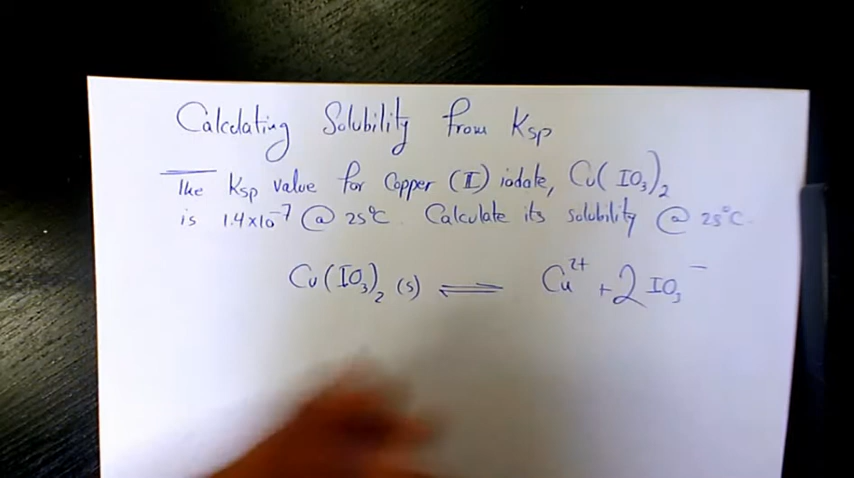 Calculating Solubility from Ksp
The Ksp value for Copper (I) iodate, Cu(IO₃)₂
is 1.4x10⁻⁷ @ 25°C. Calculate its solubility @ 25°C.
Cu(IO₃)₂ (s) ⇌ Cu²⁺ + 2 IO₃⁻